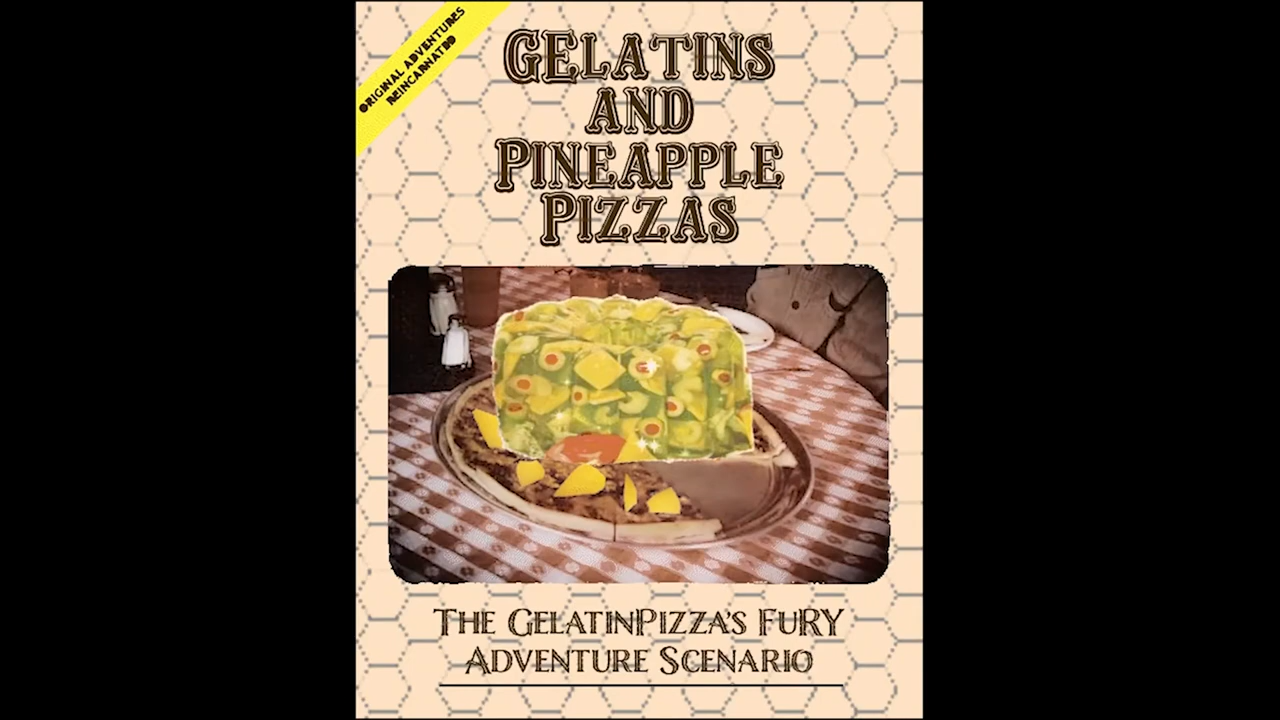 ORIGINAL ADVENTURES
REINCARNATED
GELATINS
AND
PINEAPPLE
PIZZAS
THE GELATINPIZZA'S FURY
ADVENTURE SCENARIO